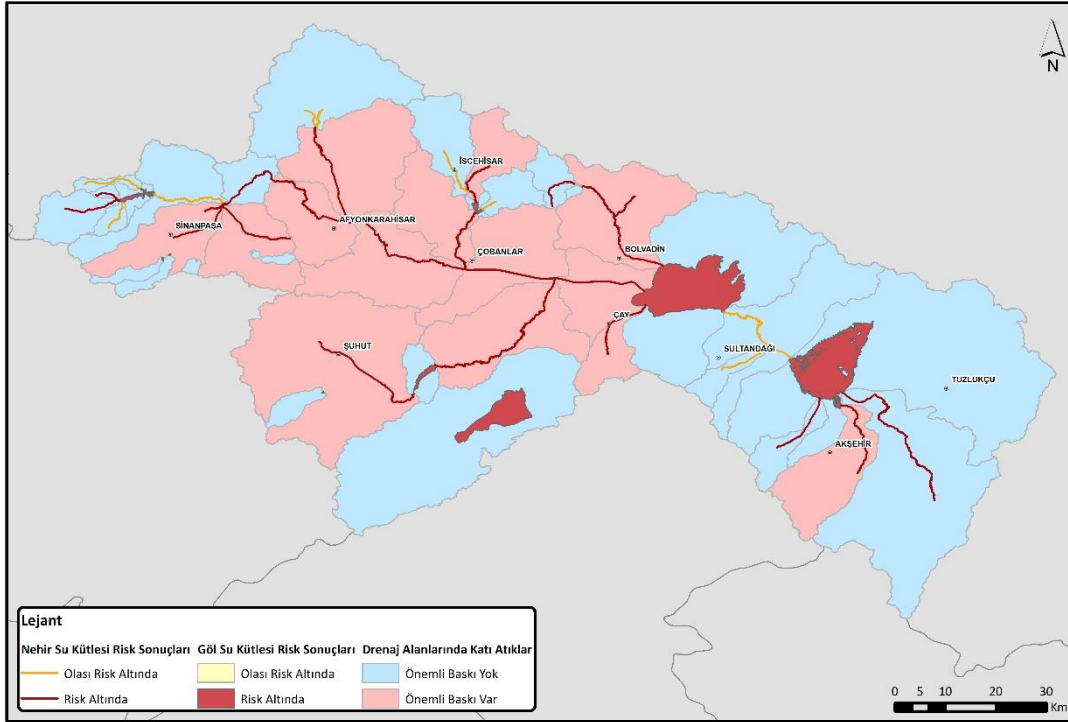 N
İSCEHİSAR
AFYONKARAHİSAR
SİNANPAŞA
ÇOBANLAR
BOLVADİN
ÇAY
ŞUHUT
SULTANDAĞI
TUZLUKÇU
AKŞEHİR
Lejant
Nehir Su Kütlesi Risk Sonuçları Göl Su Kütlesi Risk Sonuçları Drenaj Alanlarında Katı Atıklar
Olası Risk Altında Olası Risk Altında Önemli Baskı Yok
Risk Altında Risk Altında Önemli Baskı Var
0 5 10 20 30
Km